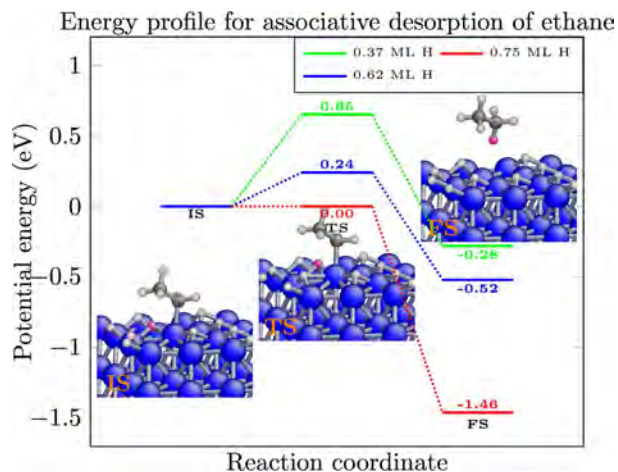 Energy profile for associative desorption of ethane
0.37 ML H
0.75 ML H
0.62 ML H
1
0.5
0
−0.5
−1
−1.5
Potential energy (eV)
0.65
0.24
0.00
IS
TS
FS
-0.28
-0.52
-1.46
FS
IS
TS
Reaction coordinate